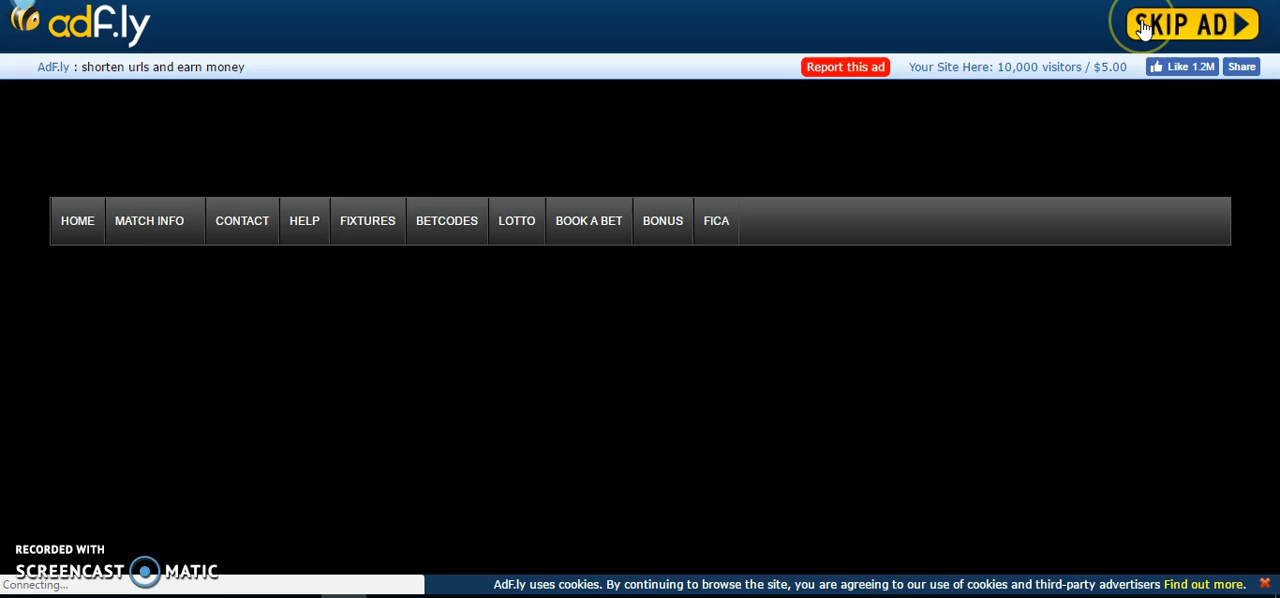 adf.ly
SKIP AD
AdF.ly : shorten urls and earn money
Report this ad
Your Site Here: 10,000 visitors / $5.00
Like 1.2M
Share
HOME
MATCH INFO
CONTACT
HELP
FIXTURES
BETCODES
LOTTO
BOOK A BET
BONUS
FICA
RECORDED WITH
SCREENCAST MATIC
Connecting...
AdF.ly uses cookies. By continuing to browse the site, you are agreeing to our use of cookies and third-party advertisers Find out more.